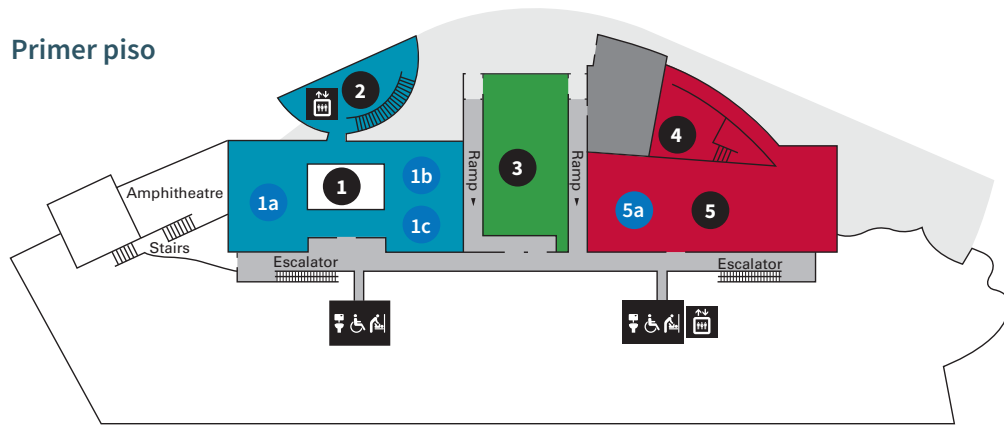 Primer piso
2
4
Amphitheatre
1a
1
1b
1c
Ramp
3
Ramp
5a
5
Stairs
Escalator
Escalator